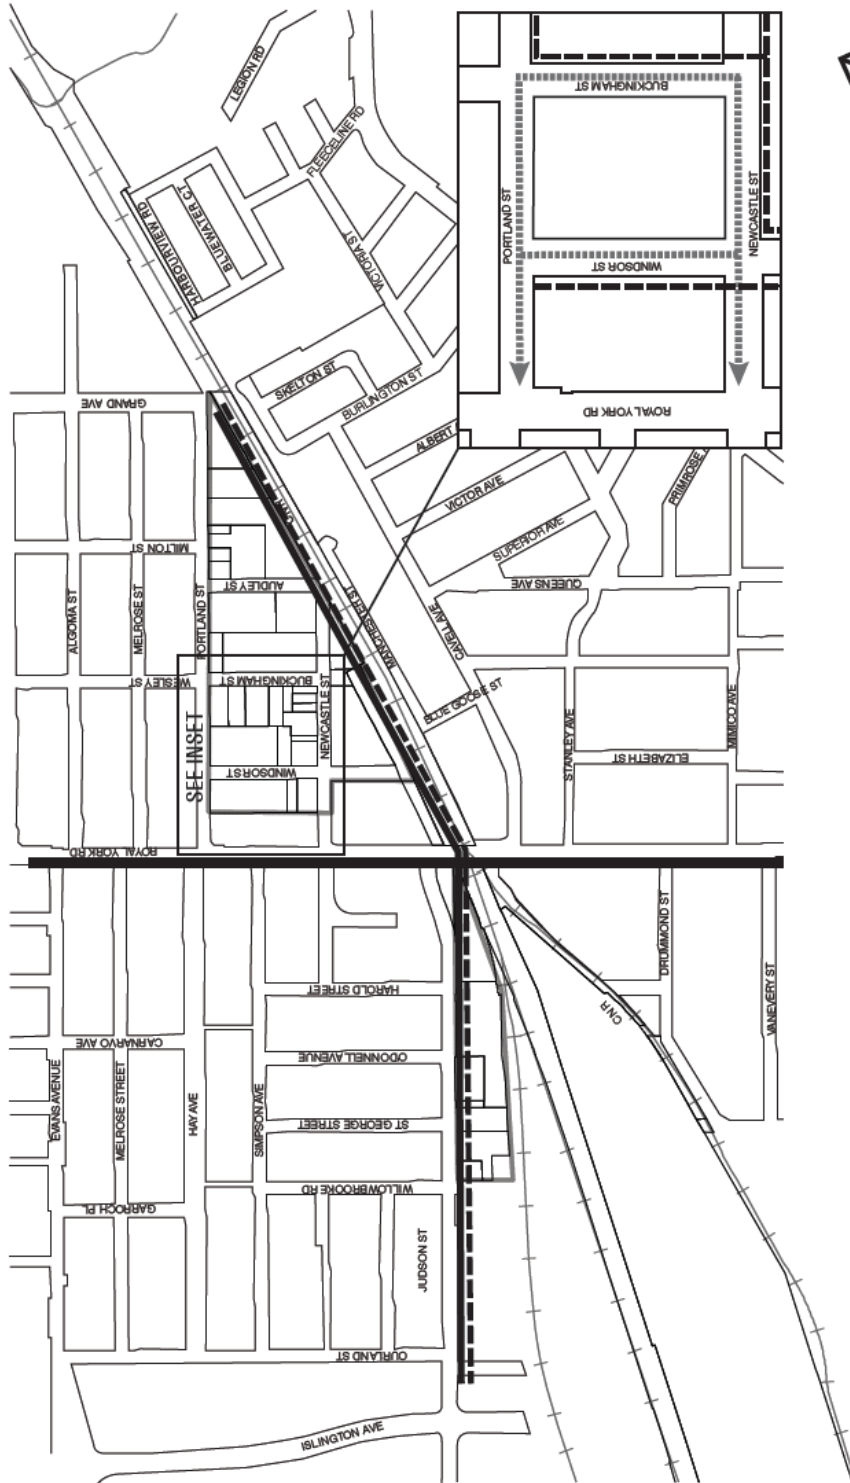 LEGION RD
FLEECELINE RD
HARBOURVIEW RD
BLUEWATER CT
VICTORIA ST
BUCKINGHAM ST
PORTLAND ST
NEWCASTLE ST
WINDSOR ST
ROYAL YORK RD
GRAND AVE
SKELTON ST
BURLINGTON ST
ALBERT
VICTOR AVE
SUPERIOR AVE
PRIMROSE
CNR
MILTON ST
AUDLEY ST
QUEENS AVE
ALGOMA ST
MELROSE ST
PORTLAND ST
MANCHESTER ST
CAVELL AVE
WESLEY ST
BUCKINGHAM ST
NEWCASTLE ST
BLUE GOOSE ST
STANLEY AVE
MIMICO AVE
ELIZABETH ST
SEE INSET
WINDSOR ST
ROYAL YORK RD
DRUMMOND ST
VANEVERY ST
CNR
HAROLD STREET
CARNARVO AVE
O'DONNELL AVENUE
EVANS AVENUE
MELROSE STREET
HAY AVE
SIMPSON AVE
ST GEORGE STREET
WILLOWBROOKE RD
GARROCH PL
JUDSON ST
OURLAND ST
ISLINGTON AVE